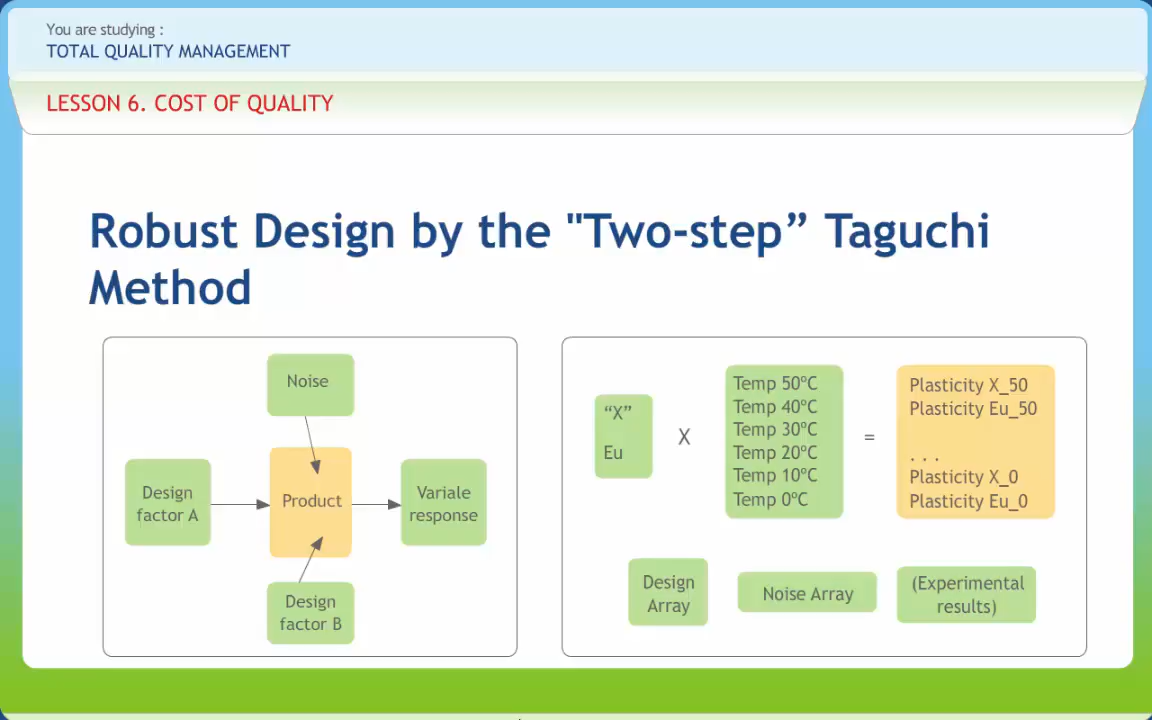 You are studying :
TOTAL QUALITY MANAGEMENT
LESSON 6. COST OF QUALITY
Robust Design by the "Two-step” Taguchi
Method
Noise
Design
factor A
Product
Variale
response
Design
factor B
“X”
Eu
X
Temp 50ºC
Temp 40ºC
Temp 30ºC
Temp 20ºC
Temp 10ºC
Temp 0ºC
=
Plasticity X_50
Plasticity Eu_50
. . .
Plasticity X_0
Plasticity Eu_0
Design
Array
Noise Array
(Experimental
results)